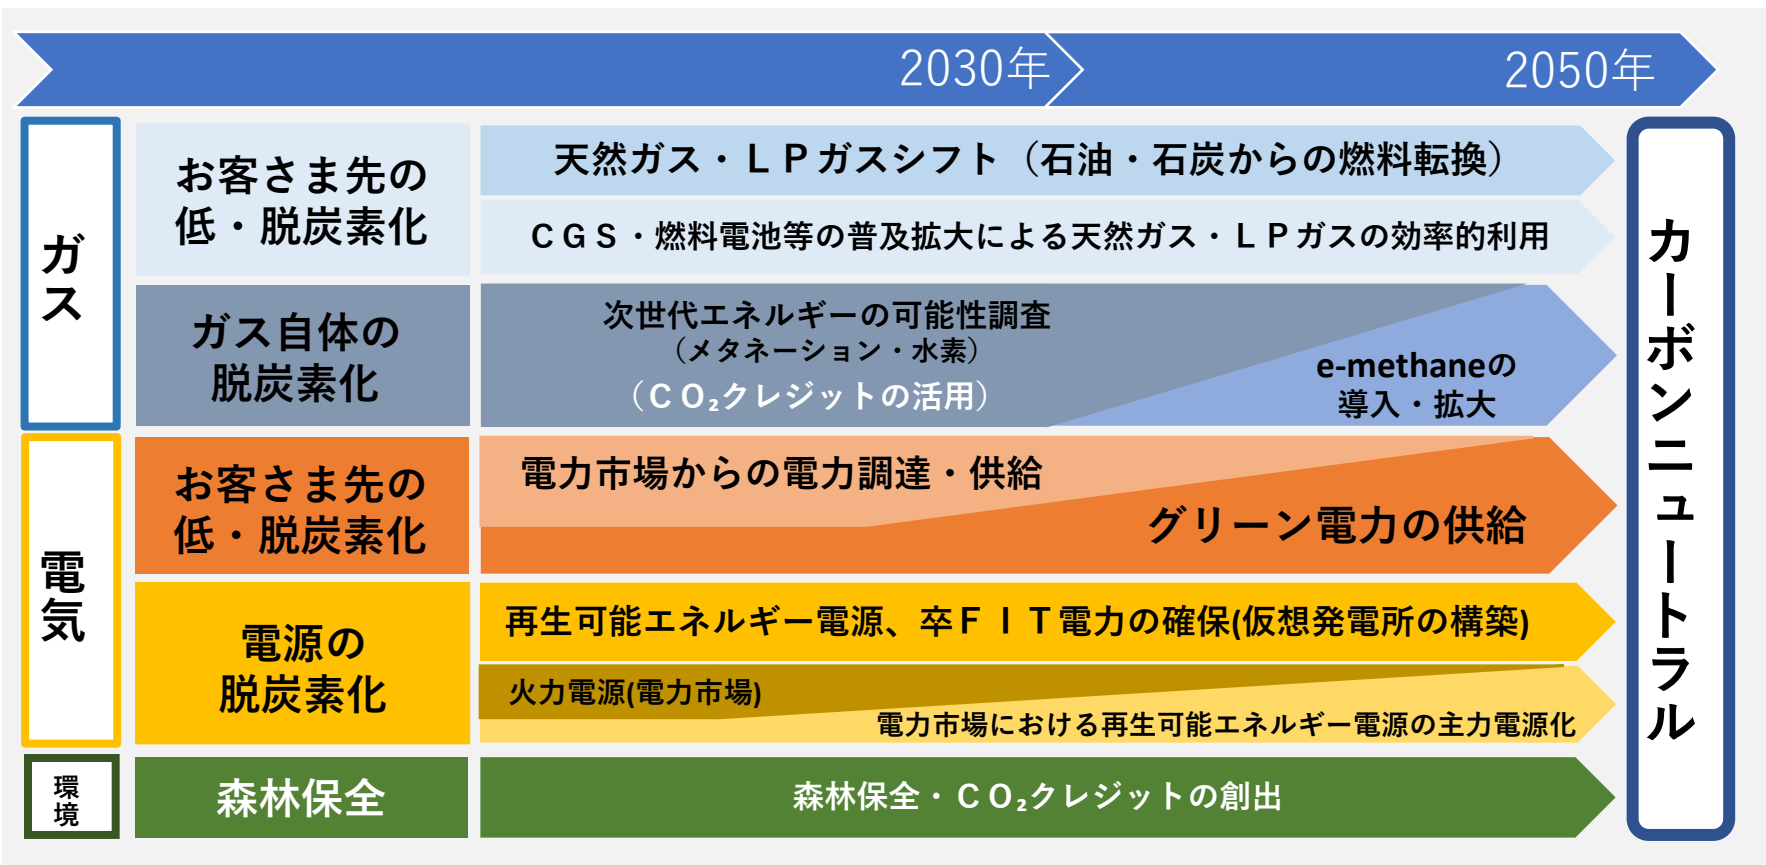 2030年
2050年
ガス
お客さま先の
低・脱炭素化
天然ガス・ＬＰガスシフト（石油・石炭からの燃料転換）
ＣＧＳ・燃料電池等の普及拡大による天然ガス・ＬＰガスの効率的利用
ガス自体の
脱炭素化
次世代エネルギーの可能性調査
（メタネーション・水素）
（ＣＯ₂クレジットの活用）
e-methaneの
導入・拡大
電気
お客さま先の
低・脱炭素化
電力市場からの電力調達・供給
グリーン電力の供給
電源の
脱炭素化
再生可能エネルギー電源、卒ＦＩＴ電力の確保(仮想発電所の構築)
火力電源(電力市場)
電力市場における再生可能エネルギー電源の主力電源化
環境
森林保全
森林保全・ＣＯ₂クレジットの創出
カーボンニュートラル